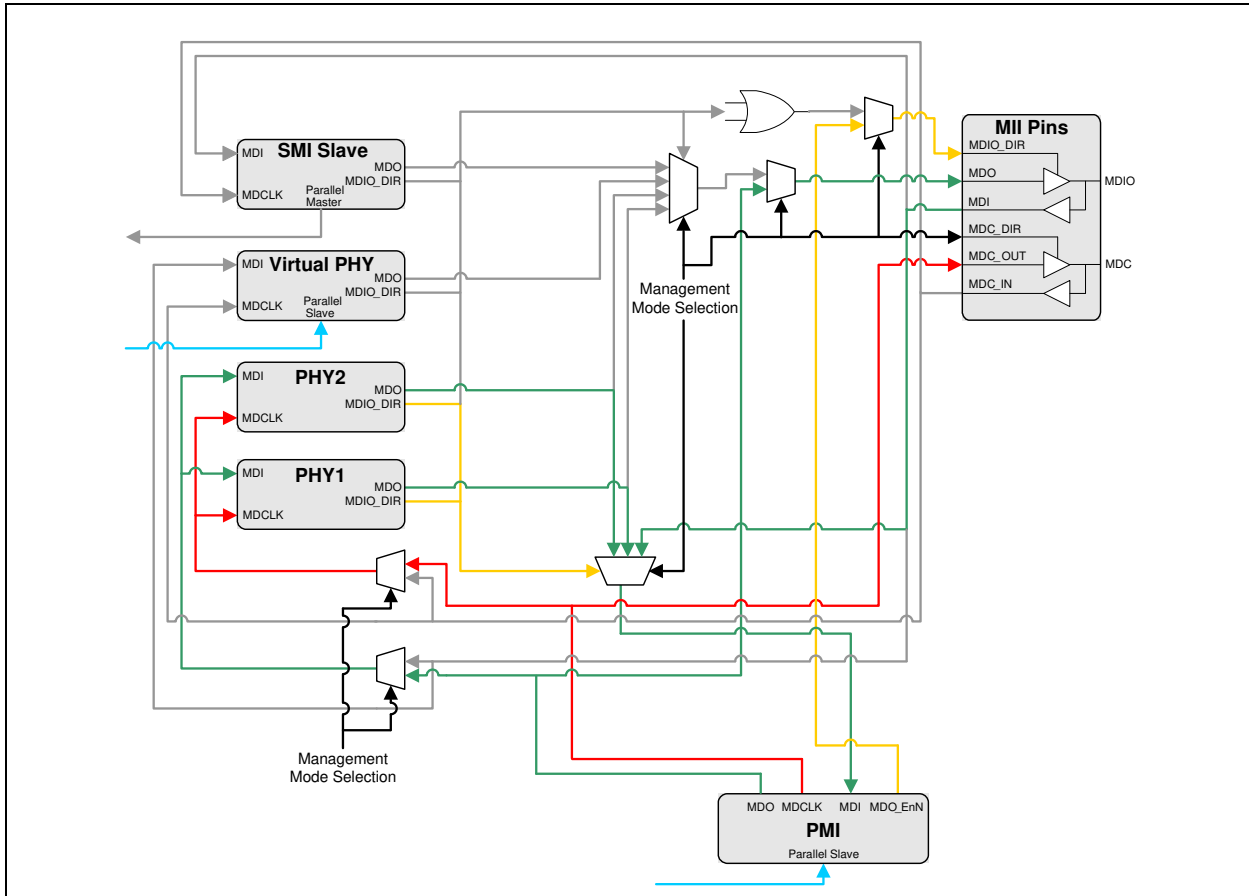 MII Pins
MDIO_DIR
MDO
MDIO
MDI
MDC_DIR
MDC_OUT
MDC
MDC_IN
SMI Slave
MDI
MDO
MDIO_DIR
MDCLK
Parallel
Master
Virtual PHY
MDI
MDO
MDIO_DIR
MDCLK
Parallel
Slave
Management
Mode Selection
PHY2
MDI
MDO
MDIO_DIR
MDCLK
PHY1
MDI
MDO
MDIO_DIR
MDCLK
Management
Mode Selection
MDO MDCLK MDI MDO_EnN
PMI
Parallel Slave